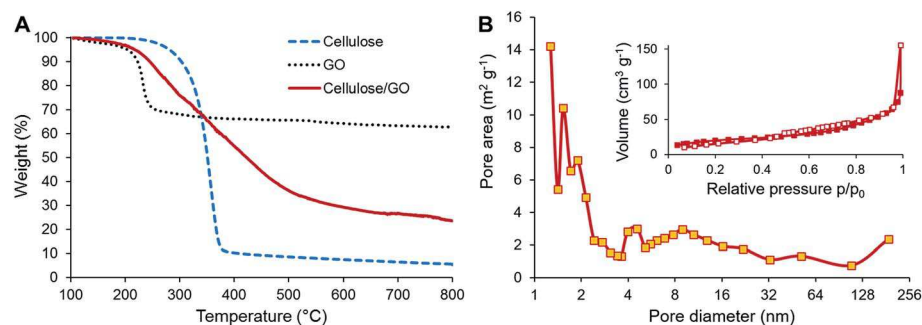 A
100
90
80
70
60
50
40
30
20
10
0
Weight (%)
100 200 300 400 500 600 700 800
Temperature (°C)
Cellulose
GO
Cellulose/GO
B
16
14
12
10
8
6
4
2
0
Pore area (m² g⁻¹)
1 2 4 8 16 32 64 128 256
Pore diameter (nm)
150
100
50
0
Volume (cm³ g⁻¹)
0 0.2 0.4 0.6 0.8 1
Relative pressure p/p₀